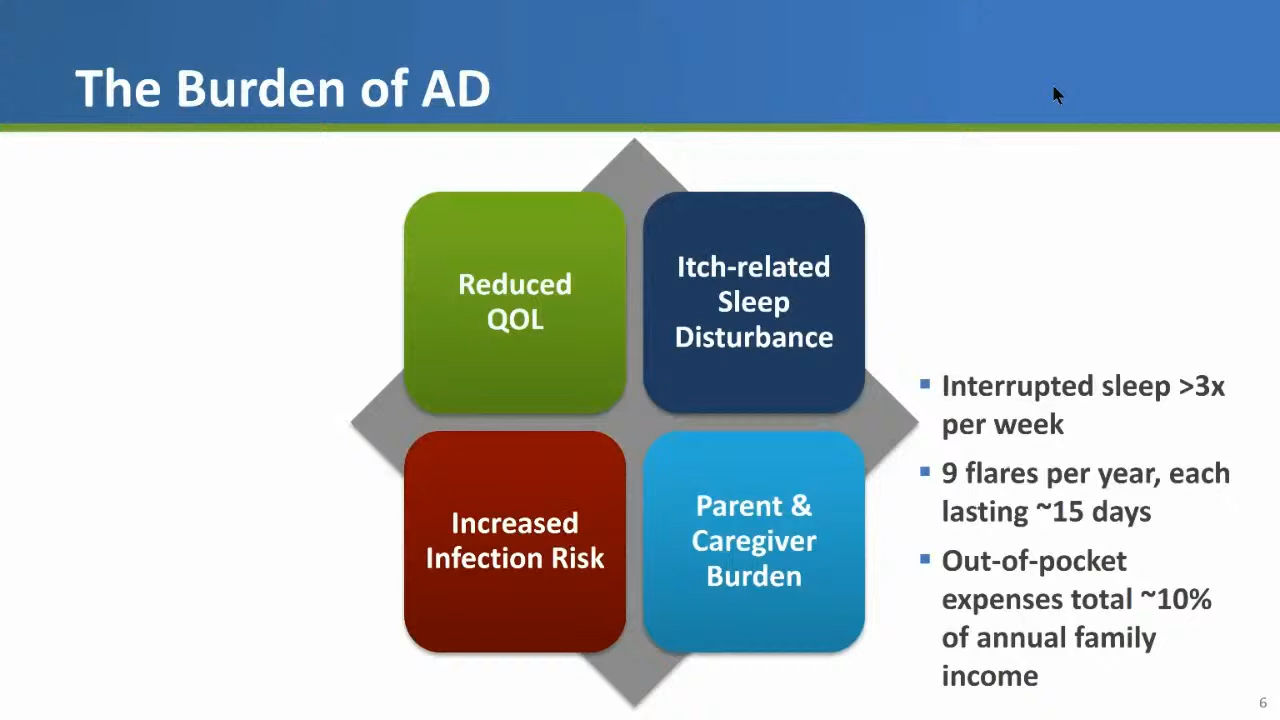 The Burden of AD
Reduced
QOL
Itch-related
Sleep
Disturbance
Increased
Infection Risk
Parent &
Caregiver
Burden
▪ Interrupted sleep >3x
per week
▪ 9 flares per year, each
lasting ~15 days
▪ Out-of-pocket
expenses total ~10%
of annual family
income
6